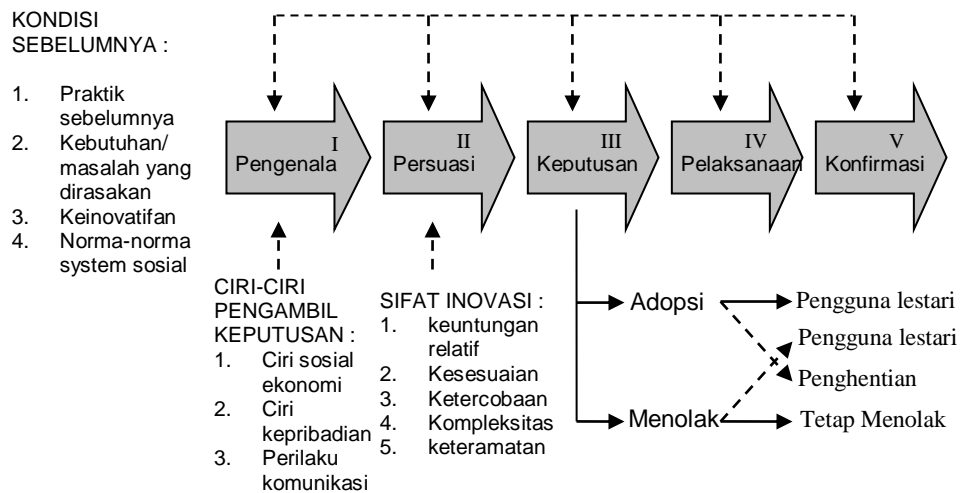 KONDISI
SEBELUMNYA :
1. Praktik
sebelumnya
2. Kebutuhan/
masalah yang
dirasakan
3. Keinovatifan
4. Norma-norma
system sosial
I
Pengenala
II
Persuasi
III
Keputusan
IV
Pelaksanaan
V
Konfirmasi
CIRI-CIRI
PENGAMBIL
KEPUTUSAN :
1. Ciri sosial
ekonomi
2. Ciri
kepribadian
3. Perilaku
komunikasi
SIFAT INOVASI :
1. keuntungan
relatif
2. Kesesuaian
3. Ketercobaan
4. Kompleksitas
5. keteramatan
Adopsi
Menolak
Pengguna lestari
Pengguna lestari
Penghentian
Tetap Menolak